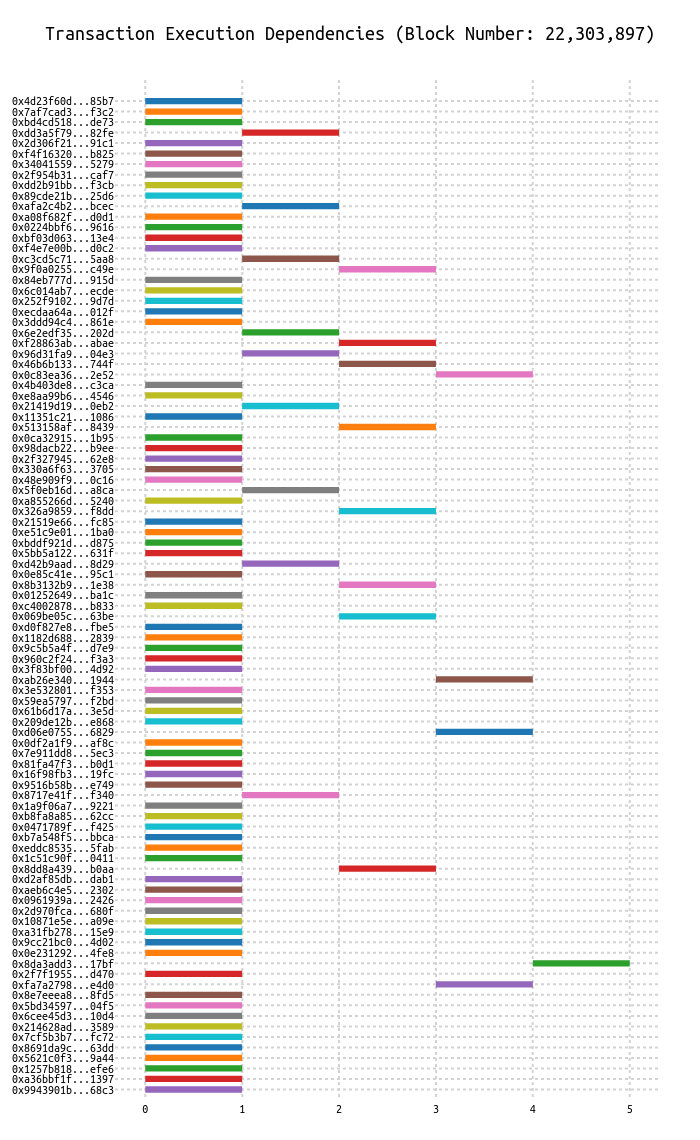 Transaction Execution Dependencies (Block Number: 22,303,897)
0x4d23f60d...85b7
0x7af7cad3...f3c2
0xbd4cd518...de73
0xdd3a5f79...82fe
0x2d306f21...91c1
0xf4f16320...b825
0x34041559...5279
0x2f954b31...caf7
0xdd2b91bb...f3cb
0x89cde21b...25d6
0xafa2c4b2...bcec
0xa08f682f...d0d1
0x0224bbf6...9616
0xbf03d063...13e4
0xf4e7e00b...d0c2
0xc3cd5c71...5aa8
0x9f0a0255...c49e
0x84eb777d...915d
0x6c014ab7...ecde
0x252f9102...9d7d
0xecdaa64a...012f
0x3ddd94c4...861e
0x6e2edf35...202d
0xf28863ab...abae
0x96d31fa9...04e3
0x46b6b133...744f
0x0c83ea36...2e52
0x4b403de8...c3ca
0xe8aa99b6...4546
0x21419d19...0eb2
0x11351c21...1086
0x513158af...8439
0x0ca32915...1b95
0x98dacb22...b9ee
0x2f327945...62e8
0x330a6f63...3705
0x48e909f9...0c16
0x5f0eb16d...a8ca
0xa855266d...5240
0x326a9859...f8dd
0x21519e66...fc85
0xe51c9e01...1ba0
0xbddf921d...d875
0x5bb5a122...631f
0xd42b9aad...8d29
0x0e85c41e...95c1
0x8b3132b9...1e38
0x01252649...ba1c
0xc4002878...b833
0x069be05c...63be
0xd0f827e8...fbe5
0x1182d688...2839
0x9c5b5a4f...d7e9
0x960c2f24...f3a3
0x3f83bf00...4d92
0xab26e340...1944
0x3e532801...f353
0x59ea5797...f2bd
0x61b6d17a...3e5d
0x209de12b...e868
0xd06e0755...6829
0x0df2a1f9...af8c
0x7e911dd8...5ec3
0x81fa47f3...b0d1
0x16f98fb3...19fc
0x9516b58b...e749
0x8717e41f...f340
0x1a9f06a7...9221
0xb8fa8a85...62cc
0x0471789f...f425
0xb7a548f5...bbca
0xeddc8535...5fab
0x1c51c90f...0411
0x8dd8a439...b0aa
0xd2af85db...dab1
0xaeb6c4e5...2302
0x0961939a...2426
0x2d970fca...680f
0x10871e5e...a09e
0xa31fb278...15e9
0x9cc21bc0...4d02
0x0e231292...4fe8
0x8da3add3...17bf
0x2f7f1955...d470
0xfa7a2798...e4d0
0x8e7eeea8...8fd5
0x5bd34597...04f5
0x6cee45d3...10d4
0x214628ad...3589
0x7cf5b3b7...fc72
0x8691da9c...63dd
0x5621c0f3...9a44
0x1257b818...efe6
0xa36bbf1f...1397
0x9943901b...68c3
0 1 2 3 4 5